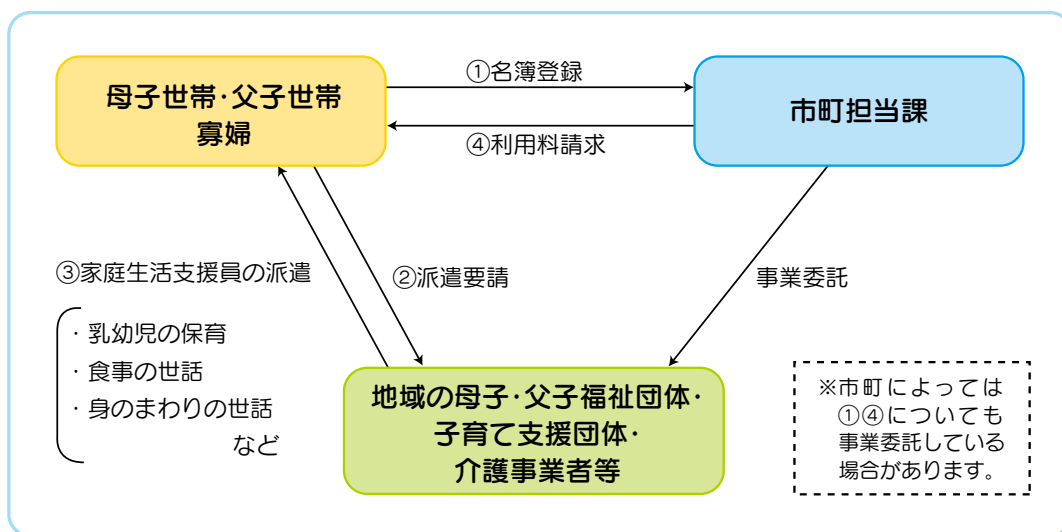 ①名簿登録
母子世帯・父子世帯
寡婦
市町担当課
④利用料請求
③家庭生活支援員の派遣
②派遣要請
事業委託
・乳幼児の保育
・食事の世話
・身のまわりの世話
など
地域の母子・父子福祉団体・
子育て支援団体・
介護事業者等
※市町によっては
①④についても
事業委託している
場合があります。